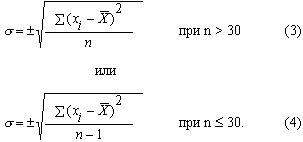 σ = ±√(∑(xᵢ − X̄)² / n) при n > 30 (3)
или
σ = ±√(∑(xᵢ − X̄)² / n − 1) при n ≤ 30. (4)